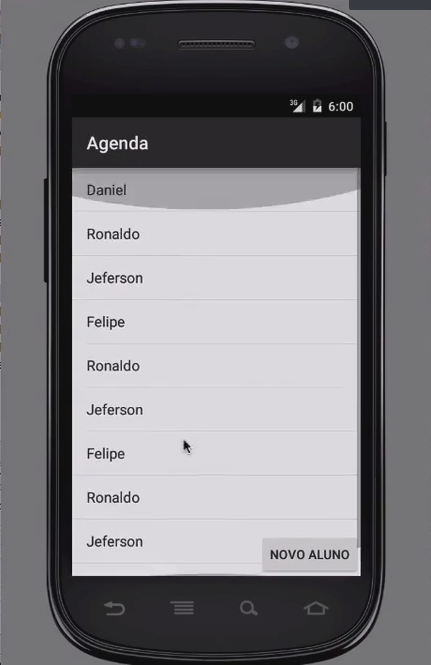 3G 6:00
Agenda
Daniel
Ronaldo
Jeferson
Felipe
Ronaldo
Jeferson
Felipe
Ronaldo
Jeferson
NOVO ALUNO